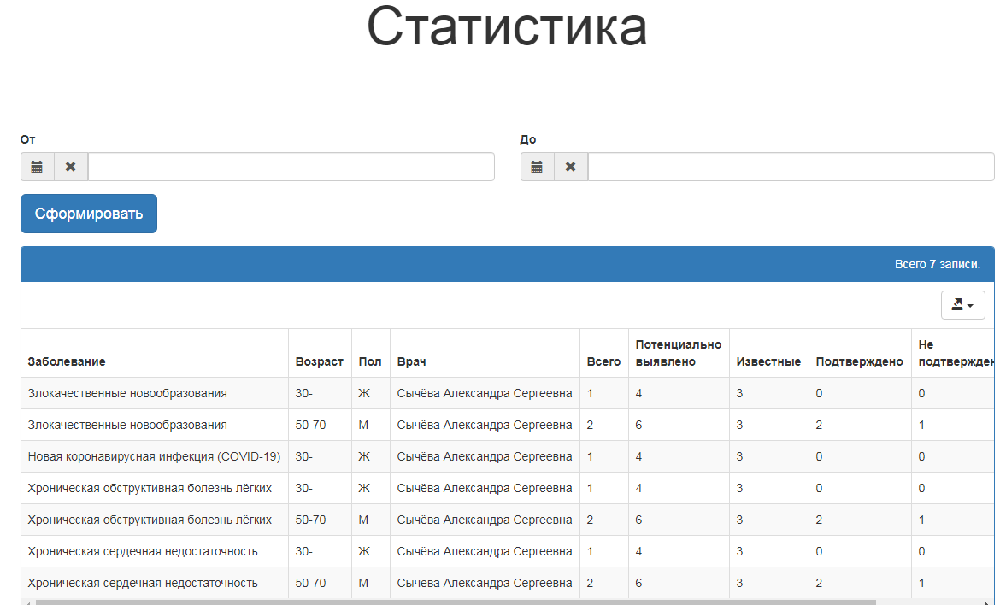 Статистика
От До
Сформировать
Всего 7 записи.
Заболевание Возраст Пол Врач Всего Потенциально выявлено Известные Подтверждено Не подтвержден
Злокачественные новообразования 30- Ж Сычёва Александра Сергеевна 1 4 3 0 0
Злокачественные новообразования 50-70 М Сычёва Александра Сергеевна 2 6 3 2 1
Новая коронавирусная инфекция (COVID-19) 30- Ж Сычёва Александра Сергеевна 1 4 3 0 0
Хроническая обструктивная болезнь лёгких 30- Ж Сычёва Александра Сергеевна 1 4 3 0 0
Хроническая обструктивная болезнь лёгких 50-70 М Сычёва Александра Сергеевна 2 6 3 2 1
Хроническая сердечная недостаточность 30- Ж Сычёва Александра Сергеевна 1 4 3 0 0
Хроническая сердечная недостаточность 50-70 М Сычёва Александра Сергеевна 2 6 3 2 1